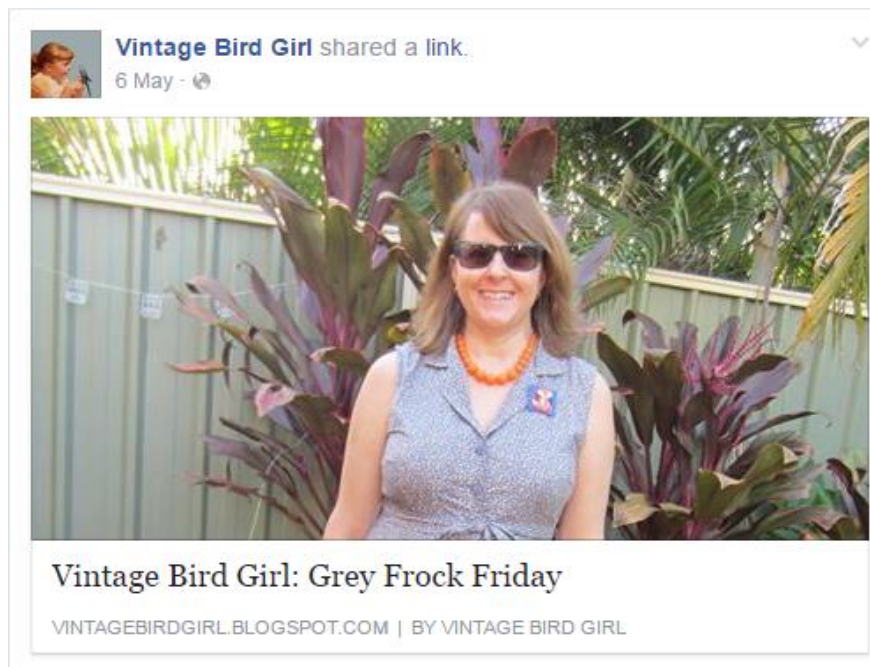 Vintage Bird Girl shared a link.
6 May ·
Vintage Bird Girl: Grey Frock Friday
VINTAGEBIRDGIRL.BLOGSPOT.COM | BY VINTAGE BIRD GIRL